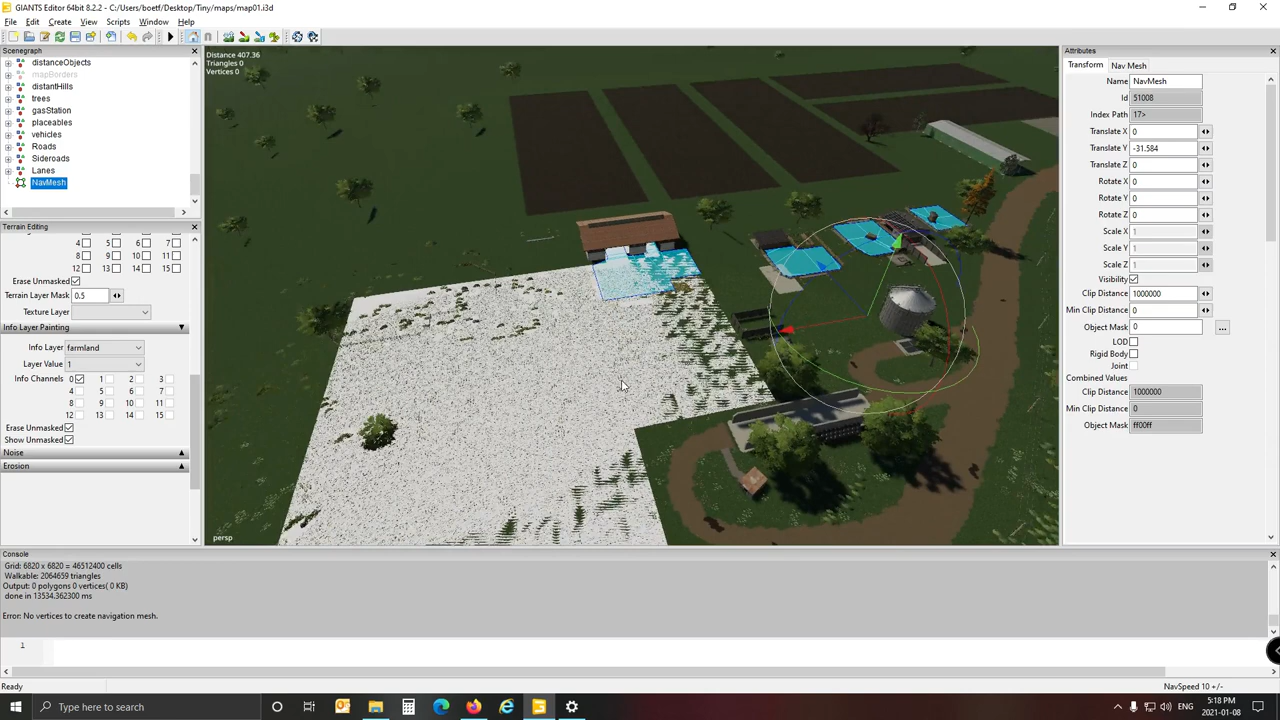 GIANTS Editor 64bit 8.2.2 - C:/Users/boetf/Desktop/Tiny/maps/map01.i3d
File Edit Create View Scripts Window Help
Scenegraph
distanceObjects
mapBorders
distantHills
trees
gasStation
placeables
vehicles
Roads
Sideroads
Lanes
NavMesh
Terrain Editing
4 5 6 7
8 9 10 11
12 13 14 15
Erase Unmasked
Terrain Layer Mask 0.5
Texture Layer
Info Layer Painting
Info Layer farmland
Layer Value 1
Info Channels 0 1 2 3
4 5 6 7
8 9 10 11
12 13 14 15
Erase Unmasked
Show Unmasked
Noise
Erosion
Distance 407.36
Triangles 0
Vertices 0
persp
Attributes
Transform Nav Mesh
Name NavMesh
Id 51008
Index Path 17>
Translate X 0
Translate Y -31.584
Translate Z 0
Rotate X 0
Rotate Y 0
Rotate Z 0
Scale X 1
Scale Y 1
Scale Z 1
Visibility
Clip Distance 1000000
Min Clip Distance 0
Object Mask 0 ...
LOD
Rigid Body
Joint
Combined Values
Clip Distance 1000000
Min Clip Distance 0
Object Mask ff00ff
Console
Grid: 6820 x 6820 = 46512400 cells
Walkable: 2064659 triangles
Output: 0 polygons 0 vertices( 0 KB)
done in 13534.362300 ms
Error: No vertices to create navigation mesh.
1
Ready
NavSpeed 10 +/-
Type here to search
5:18 PM
2021-01-08